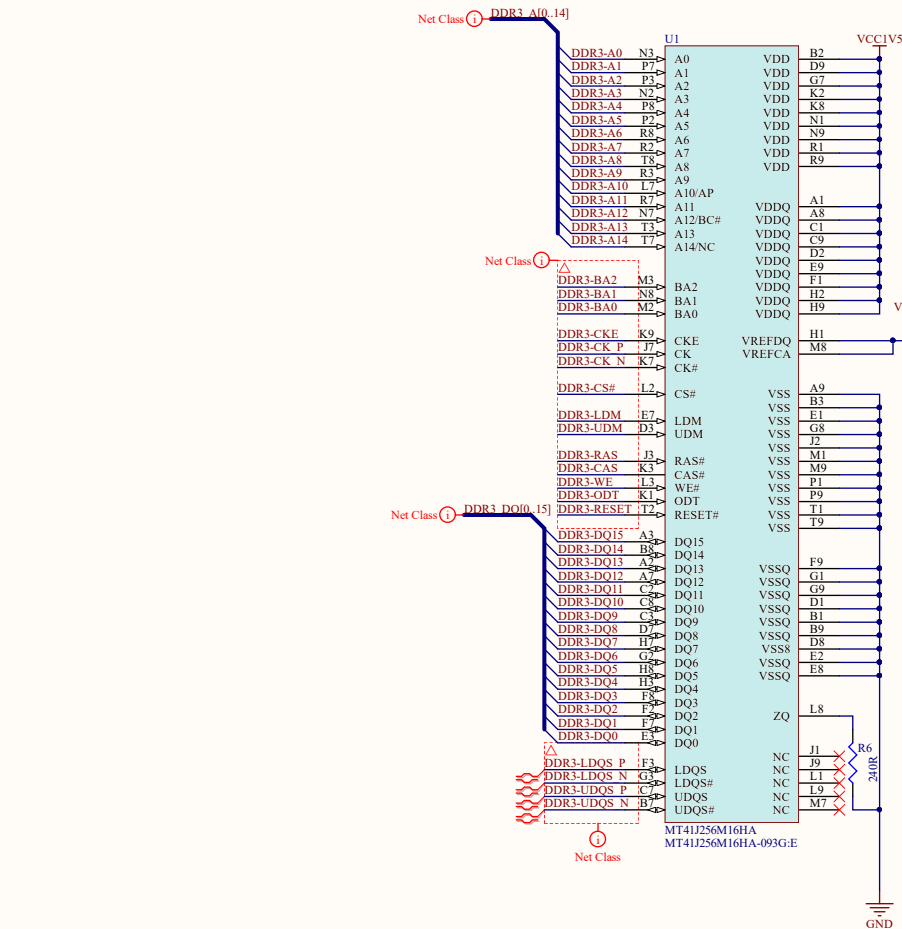 Net Class i DDR3_A[0..14]
U1 VCC1V5
DDR3-A0 N3 A0 VDD B2
DDR3-A1 P7 A1 VDD D9
DDR3-A2 P3 A2 VDD G7
DDR3-A3 N2 A3 VDD K2
DDR3-A4 P8 A4 VDD K8
DDR3-A5 P2 A5 VDD N1
DDR3-A6 R8 A6 VDD N9
DDR3-A7 R2 A7 VDD R1
DDR3-A8 T8 A8 VDD R9
DDR3-A9 R3 A9
DDR3-A10 L7 A10/AP
DDR3-A11 R7 A11 VDDQ A1
DDR3-A12 N7 A12/BC# VDDQ A8
DDR3-A13 T3 A13 VDDQ C1
DDR3-A14 T7 A14/NC VDDQ C9
Net Class i VDDQ D2
VDDQ E9
DDR3-BA2 M3 BA2 VDDQ F1
DDR3-BA1 N8 BA1 VDDQ H2
DDR3-BA0 M2 BA0 VDDQ H9 V
DDR3-CKE K9 CKE VREFDQ H1
DDR3-CK_P J7 CK VREFCA M8
DDR3-CK_N K7 CK#
DDR3-CS# L2 CS# VSS A9
VSS B3
DDR3-LDM E7 LDM VSS E1
DDR3-UDM D3 UDM VSS G8
VSS J2
DDR3-RAS J3 RAS# VSS M1
DDR3-CAS K3 CAS# VSS M9
DDR3-WE L3 WE# VSS P1
DDR3-ODT K1 ODT VSS P9
Net Class i DDR3_DQ[0..15] DDR3-RESET T2 RESET# VSS T1
VSS T9
DDR3-DQ15 A3 DQ15
DDR3-DQ14 B8 DQ14
DDR3-DQ13 A2 DQ13 VSSQ F9
DDR3-DQ12 A7 DQ12 VSSQ G1
DDR3-DQ11 C2 DQ11 VSSQ G9
DDR3-DQ10 C8 DQ10 VSSQ D1
DDR3-DQ9 C3 DQ9 VSSQ B1
DDR3-DQ8 D7 DQ8 VSSQ B9
DDR3-DQ7 H7 DQ7 VSS8 D8
DDR3-DQ6 G2 DQ6 VSSQ E2
DDR3-DQ5 H8 DQ5 VSSQ E8
DDR3-DQ4 H3 DQ4
DDR3-DQ3 F8 DQ3
DDR3-DQ2 F2 DQ2 ZQ L8
DDR3-DQ1 F7 DQ1
DDR3-DQ0 E3 DQ0
NC J1 R6
DDR3-LDQS_P F3 LDQS NC J9 240R
DDR3-LDQS_N G3 LDQS# NC L1
DDR3-UDQS_P C7 UDQS NC L9
DDR3-UDQS_N B7 UDQS# NC M7
MT41J256M16HA
i MT41J256M16HA-093G:E
Net Class
GND